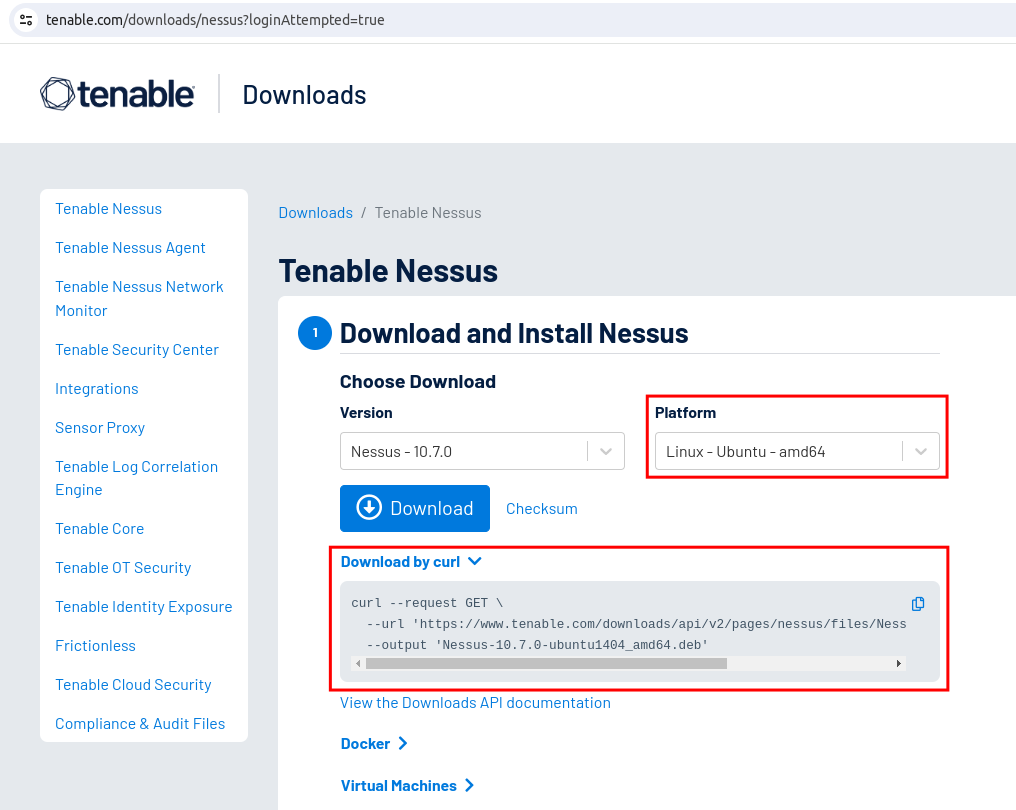 tenable.com/downloads/nessus?loginAttempted=true
tenable
Downloads
Tenable Nessus
Tenable Nessus Agent
Tenable Nessus Network
Monitor
Tenable Security Center
Integrations
Sensor Proxy
Tenable Log Correlation
Engine
Tenable Core
Tenable OT Security
Tenable Identity Exposure
Frictionless
Tenable Cloud Security
Compliance & Audit Files
Downloads / Tenable Nessus
Tenable Nessus
1 Download and Install Nessus
Choose Download
Version
Nessus - 10.7.0
Platform
Linux - Ubuntu - amd64
Download
Checksum
Download by curl
curl --request GET \
--url 'https://www.tenable.com/downloads/api/v2/pages/nessus/files/Ness
--output 'Nessus-10.7.0-ubuntu1404_amd64.deb'
View the Downloads API documentation
Docker
Virtual Machines